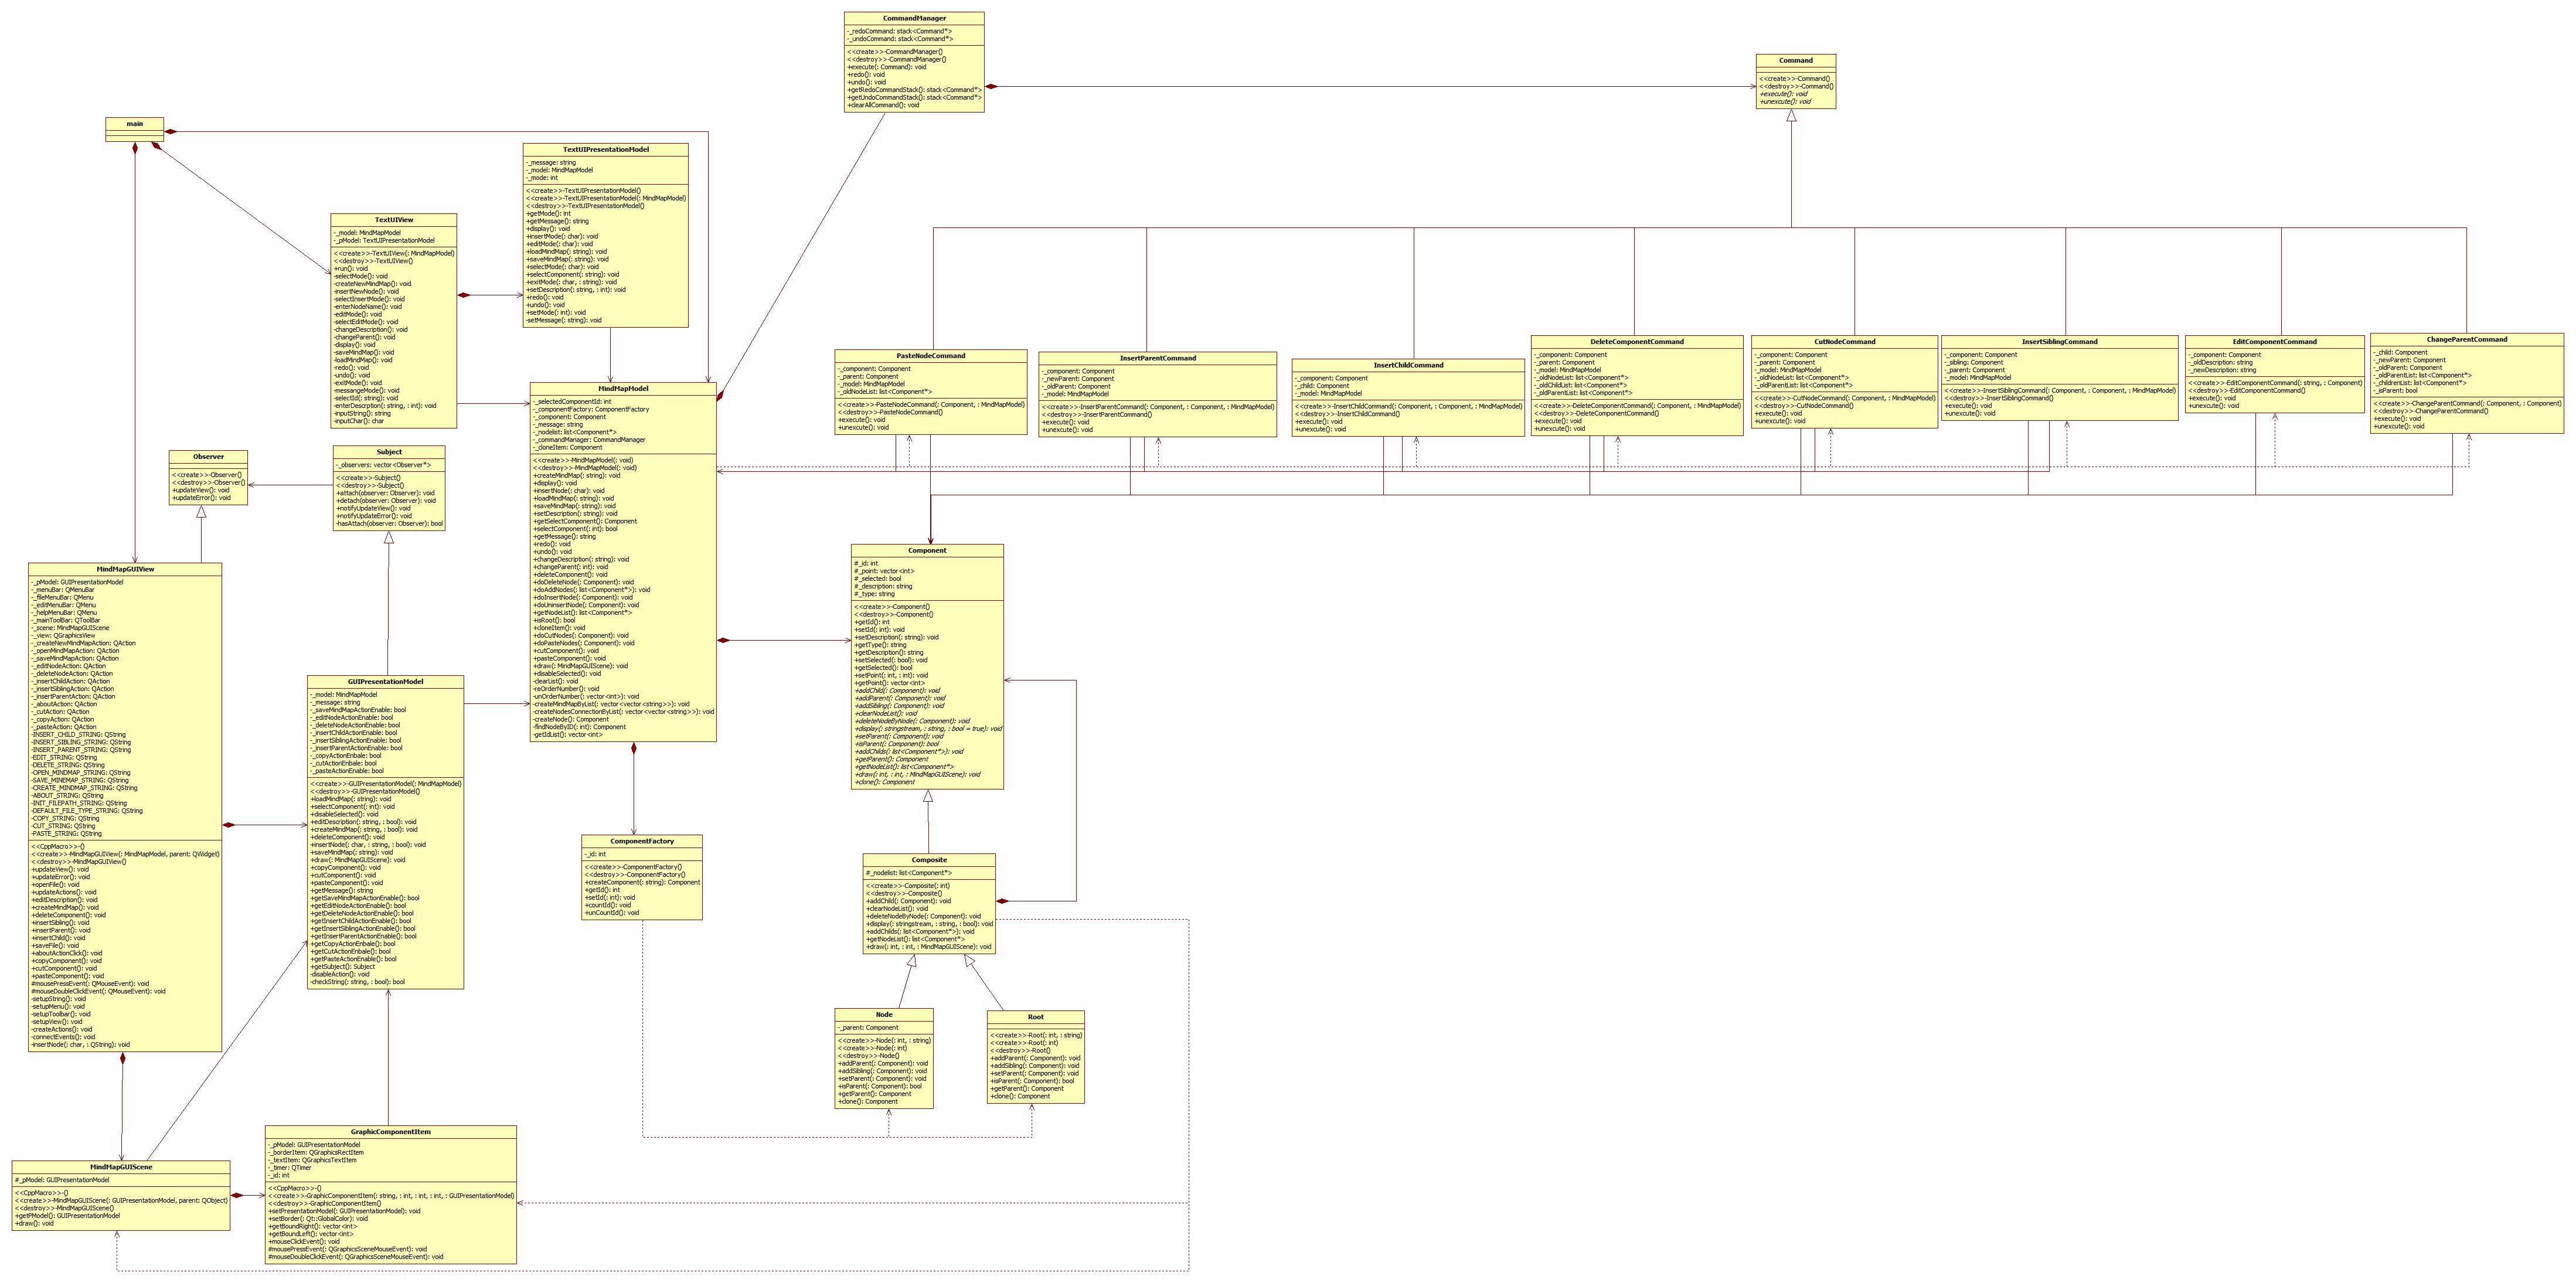 CommandManager
-_redoCommand: stack<Command*>
-_undoCommand: stack<Command*>
<<create>>-CommandManager()
<<destroy>>-CommandManager()
+execute(: Command): void
+redo(): void
+undo(): void
+getRedoCommandStack(): stack<Command*>
+getUndoCommandStack(): stack<Command*>
+clearAllCommand(): void
Command
<<create>>-Command()
<<destroy>>-Command()
+execute(): void
+unexcute(): void
main
TextUIPresentationModel
-_message: string
-_model: MindMapModel
-_mode: int
<<create>>-TextUIPresentationModel()
<<create>>-TextUIPresentationModel(: MindMapModel)
<<destroy>>-TextUIPresentationModel()
+getMode(): int
+getMessage(): string
+display(): void
+insertMode(: char): void
+editMode(: char): void
+loadMindMap(: string): void
+saveMindMap(: string): void
+selectMode(: char): void
+selectComponent(: string): void
+exitMode(: char, : string): void
+setDescription(: string, : int): void
+redo(): void
+undo(): void
+setMode(: int): void
-setMessage(: string): void
TextUIView
-_model: MindMapModel
-_pModel: TextUIPresentationModel
<<create>>-TextUIView(: MindMapModel)
<<destroy>>-TextUIView()
+run(): void
-selectMode(): void
-createNewMindMap(): void
-insertNewNode(): void
-selectInsertMode(): void
-enterNodeName(): void
-editMode(): void
-selectEditMode(): void
-changeDescription(): void
-changeParent(): void
-display(): void
-saveMindMap(): void
-loadMindMap(): void
-redo(): void
-undo(): void
-exitMode(): void
-messangeMode(): void
-selectId(: string): void
-enterDescrption(: string, : int): void
-inputString(): string
-inputChar(): char
PasteNodeCommand
-_component: Component
-_parent: Component
-_model: MindMapModel
-_oldNodeList: list<Component*>
<<create>>-PasteNodeCommand(: Component, : MindMapModel)
<<destroy>>-PasteNodeCommand()
+execute(): void
+unexcute(): void
InsertParentCommand
-_component: Component
-_newParent: Component
-_oldParent: Component
-_model: MindMapModel
<<create>>-InsertParentCommand(: Component, : Component, : MindMapModel)
<<destroy>>-InsertParentCommand()
+execute(): void
+unexcute(): void
InsertChildCommand
-_component: Component
-_child: Component
-_model: MindMapModel
<<create>>-InsertChildCommand(: Component, : Component, : MindMapModel)
<<destroy>>-InsertChildCommand()
+execute(): void
+unexcute(): void
DeleteComponentCommand
-_component: Component
-_parent: Component
-_model: MindMapModel
-_oldNodeList: list<Component*>
-_oldChildList: list<Component*>
-_oldParentList: list<Component*>
<<create>>-DeleteComponentCommand(: Component, : MindMapModel)
<<destroy>>-DeleteComponentCommand()
+execute(): void
+unexcute(): void
CutNodeCommand
-_component: Component
-_parent: Component
-_model: MindMapModel
-_oldNodeList: list<Component*>
-_oldParentList: list<Component*>
<<create>>-CutNodeCommand(: Component, : MindMapModel)
<<destroy>>-CutNodeCommand()
+execute(): void
+unexcute(): void
InsertSiblingCommand
-_component: Component
-_sibling: Component
-_parent: Component
-_model: MindMapModel
<<create>>-InsertSiblingCommand(: Component, : Component, : MindMapModel)
<<destroy>>-InsertSiblingCommand()
+execute(): void
+unexcute(): void
EditComponentCommand
-_component: Component
-_oldDescription: string
-_newDescription: string
<<create>>-EditComponentCommand(: string, : Component)
<<destroy>>-EditComponentCommand()
+execute(): void
+unexcute(): void
ChangeParentCommand
-_child: Component
-_newParent: Component
-_oldParent: Component
-_oldParentList: list<Component*>
-_childrenList: list<Component*>
-_isParent: bool
<<create>>-ChangeParentCommand(: Component, : Component)
<<destroy>>-ChangeParentCommand()
+execute(): void
+unexcute(): void
MindMapModel
-_selectedComponentId: int
-_componentFactory: ComponentFactory
-_component: Component
-_message: string
-_nodelist: list<Component*>
-_commandManager: CommandManager
-_cloneItem: Component
<<create>>-MindMapModel(: void)
<<destroy>>-MindMapModel(: void)
+createMindMap(: string): void
+display(): void
+insertNode(: char): void
+loadMindMap(: string): void
+saveMindMap(: string): void
+setDescription(: string): void
+getSelectComponent(): Component
+selectComponent(: int): bool
+getMessage(): string
+redo(): void
+undo(): void
+changeDescription(: string): void
+changeParent(: int): void
+deleteComponent(): void
+doDeleteNode(: Component): void
+doAddNodes(: list<Component*>): void
+doInsertNode(: Component): void
+doUninsertNode(: Component): void
+getNodeList(): list<Component*>
+isRoot(): bool
+cloneItem(): void
+doCutNodes(: Component): void
+doPasteNodes(: Component): void
+cutComponent(): void
+pasteComponent(): void
+draw(: MindMapGUIScene): void
+disableSelected(): void
-clearList(): void
-reOrderNumber(): void
-unOrderNumber(: vector<int>): void
-createMindMapByList(: vector<vector<string>>): void
-createNodesConnectionByList(: vector<vector<string>>): void
-createNode(): Component
-findNodeByID(: int): Component
-getIdList(): vector<int>
Observer
<<create>>-Observer()
<<destroy>>-Observer()
+updateView(): void
+updateError(): void
Subject
-_observers: vector<Observer*>
<<create>>-Subject()
<<destroy>>-Subject()
+attach(observer: Observer): void
+detach(observer: Observer): void
+notifyUpdateView(): void
+notifyUpdateError(): void
-hasAttach(observer: Observer): bool
Component
#_id: int
#_point: vector<int>
#_selected: bool
#_description: string
#_type: string
<<create>>-Component()
<<destroy>>-Component()
+getId(): int
+setId(: int): void
+setDescription(: string): void
+getType(): string
+getDescription(): string
+setSelected(: bool): void
+getSelected(): bool
+setPoint(: int, : int): void
+getPoint(): vector<int>
+addChild(: Component): void
+addParent(: Component): void
+addSibling(: Component): void
+clearNodeList(): void
+deleteNodeByNode(: Component): void
+display(: stringstream, : string, : bool = true): void
+setParent(: Component): void
+isParent(: Component): bool
+addChilds(: list<Component*>): void
+getParent(): Component
+getNodeList(): list<Component*>
+draw(: int, : int, : MindMapGUIScene): void
+clone(): Component
MindMapGUIView
-_pModel: GUIPresentationModel
-_menuBar: QMenuBar
-_fileMenuBar: QMenu
-_editMenuBar: QMenu
-_helpMenuBar: QMenu
-_mainToolBar: QToolBar
-_scene: MindMapGUIScene
-_view: QGraphicsView
-_createNewMindMapAction: QAction
-_openMindMapAction: QAction
-_saveMindMapAction: QAction
-_editNodeAction: QAction
-_deleteNodeAction: QAction
-_insertChildAction: QAction
-_insertSiblingAction: QAction
-_insertParentAction: QAction
-_aboutAction: QAction
-_cutAction: QAction
-_copyAction: QAction
-_pasteAction: QAction
-INSERT_CHILD_STRING: QString
-INSERT_SIBLING_STRING: QString
-INSERT_PARENT_STRING: QString
-EDIT_STRING: QString
-DELETE_STRING: QString
-OPEN_MINDMAP_STRING: QString
-SAVE_MINEMAP_STRING: QString
-CREATE_MINDMAP_STRING: QString
-ABOUT_STRING: QString
-INIT_FILEPATH_STRING: QString
-DEFAULT_FILE_TYPE_STRING: QString
-COPY_STRING: QString
-CUT_STRING: QString
-PASTE_STRING: QString
<<CppMacro>>-()
<<create>>-MindMapGUIView(: MindMapModel, parent: QWidget)
<<destroy>>-MindMapGUIView()
+updateView(): void
+updateError(): void
+openFile(): void
+updateActions(): void
+editDescription(): void
+createMindMap(): void
+deleteComponent(): void
+insertSibling(): void
+insertParent(): void
+insertChild(): void
+saveFile(): void
+aboutActionClick(): void
+copyComponent(): void
+cutComponent(): void
+pasteComponent(): void
#mousePressEvent(: QMouseEvent): void
#mouseDoubleClickEvent(: QMouseEvent): void
-setupString(): void
-setupMenu(): void
-setupToolbar(): void
-setupView(): void
-createActions(): void
-connectEvents(): void
-insertNode(: char, : QString): void
GUIPresentationModel
-_model: MindMapModel
-_message: string
-_saveMindMapActionEnable: bool
-_editNodeActionEnable: bool
-_deleteNodeActionEnable: bool
-_insertChildActionEnable: bool
-_insertSiblingActionEnable: bool
-_insertParentActionEnable: bool
-_copyActionEnbale: bool
-_cutActionEnbale: bool
-_pasteActionEnable: bool
<<create>>-GUIPresentationModel(: MindMapModel)
<<destroy>>-GUIPresentationModel()
+loadMindMap(: string): void
+selectComponent(: int): void
+disableSelected(): void
+editDescription(: string, : bool): void
+createMindMap(: string, : bool): void
+deleteComponent(): void
+insertNode(: char, : string, : bool): void
+saveMindMap(: string): void
+draw(: MindMapGUIScene): void
+copyComponent(): void
+cutComponent(): void
+pasteComponent(): void
+getMessage(): string
+getSaveMindMapActionEnable(): bool
+getEditNodeActionEnable(): bool
+getDeleteNodeActionEnable(): bool
+getInsertChildActionEnable(): bool
+getInsertSiblingActionEnable(): bool
+getInsertParentActionEnable(): bool
+getCopyActionEnbale(): bool
+getCutActionEnbale(): bool
+getPasteActionEnable(): bool
+getSubject(): Subject
-disableAction(): void
-checkString(: string, : bool): bool
ComponentFactory
-_id: int
<<create>>-ComponentFactory()
<<destroy>>-ComponentFactory()
+createComponent(: string): Component
+getId(): int
+setId(: int): void
+countId(): void
+unCountId(): void
Composite
#_nodelist: list<Component*>
<<create>>-Composite(: int)
<<destroy>>-Composite()
+addChild(: Component): void
+clearNodeList(): void
+deleteNodeByNode(: Component): void
+display(: stringstream, : string, : bool): void
+addChilds(: list<Component*>): void
+getNodeList(): list<Component*>
+draw(: int, : int, : MindMapGUIScene): void
Node
-_parent: Component
<<create>>-Node(: int, : string)
<<create>>-Node(: int)
<<destroy>>-Node()
+addParent(: Component): void
+addSibling(: Component): void
+setParent(: Component): void
+isParent(: Component): bool
+getParent(): Component
+clone(): Component
Root
<<create>>-Root(: int, : string)
<<create>>-Root(: int)
<<destroy>>-Root()
+addParent(: Component): void
+addSibling(: Component): void
+setParent(: Component): void
+isParent(: Component): bool
+getParent(): Component
+clone(): Component
GraphicComponentItem
-_pModel: GUIPresentationModel
-_borderItem: QGraphicsRectItem
-_textItem: QGraphicsTextItem
-_timer: QTimer
-_id: int
<<CppMacro>>-()
<<create>>-GraphicComponentItem(: string, : int, : int, : int, : GUIPresentationModel)
<<destroy>>-GraphicComponentItem()
+setPresentationModel(: GUIPresentationModel): void
+setBorder(: Qt::GlobalColor): void
+getBoundRight(): vector<int>
+getBoundLeft(): vector<int>
+mouseClickEvent(): void
#mousePressEvent(: QGraphicsSceneMouseEvent): void
#mouseDoubleClickEvent(: QGraphicsSceneMouseEvent): void
MindMapGUIScene
#_pModel: GUIPresentationModel
<<CppMacro>>-()
<<create>>-MindMapGUIScene(: GUIPresentationModel, parent: QObject)
<<destroy>>-MindMapGUIScene()
+getPModel(): GUIPresentationModel
+draw(): void